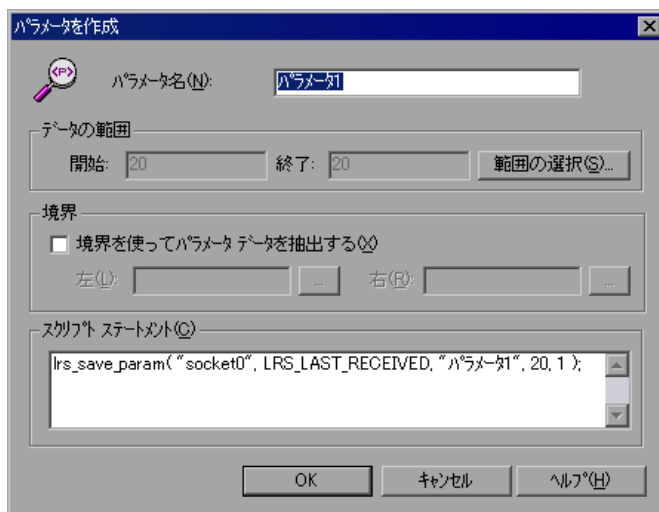 パラメータを作成
<P>
パラメータ名(N):
パラメータ1
データの範囲
開始: 20 終了: 20 範囲の選択(S)...
境界
境界を使ってパラメータ データを抽出する(X)
左(L): ... 右(R): ...
スクリプト ステートメント(C)
lrs_save_param( "socket0", LRS_LAST_RECEIVED, "パラメータ1", 20, 1 );
OK キャンセル ヘルプ(H)